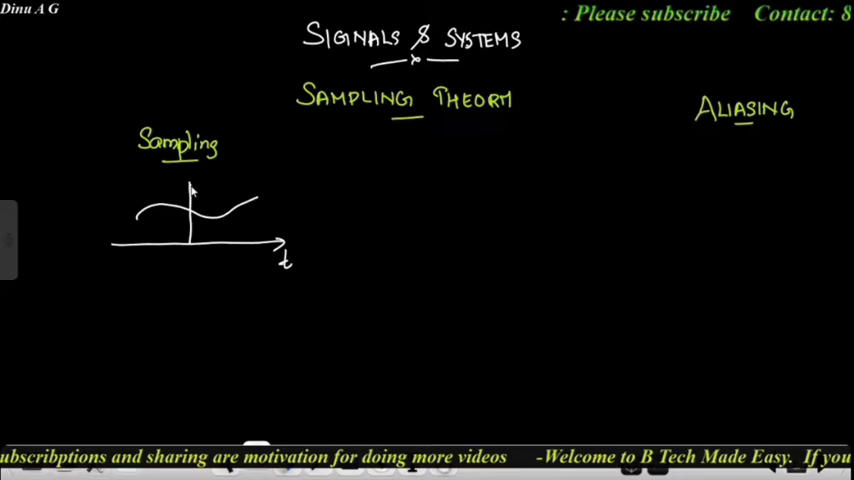 Dinu A G
: Please subscribe Contact: 8
SIGNALS & SYSTEMS
SAMPLING THEORM
ALIASING
Sampling
t
ubscribptions and sharing are motivation for doing more videos -Welcome to B Tech Made Easy. If you